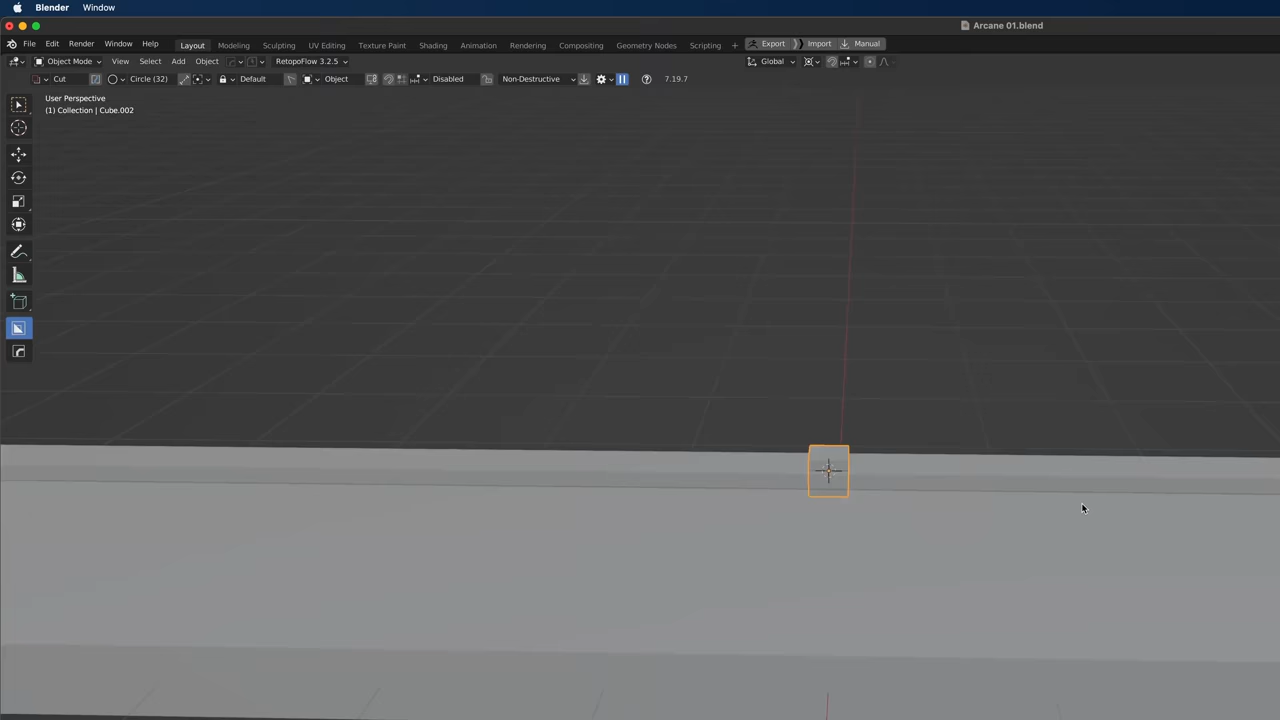 Blender Window
Arcane 01.blend
File Edit Render Window Help Layout Modeling Sculpting UV Editing Texture Paint Shading Animation Rendering Compositing Geometry Nodes Scripting + Export Import Manual
Object Mode View Select Add Object RetopoFlow 3.2.5 Global
Cut Circle (32) Default Object Disabled Non-Destructive 7.19.7
User Perspective
(1) Collection | Cube.002